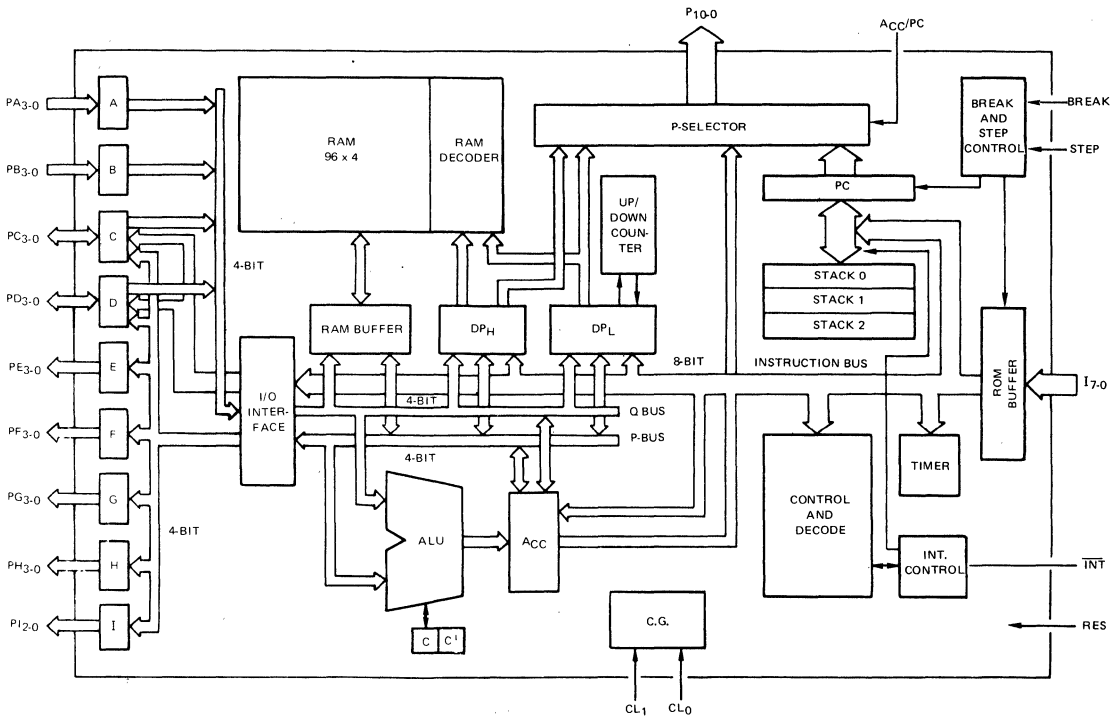 P10-0
ACC/PC
PA3-0
A
RAM
96 x 4
RAM
DECODER
P-SELECTOR
BREAK
AND
STEP
CONTROL
BREAK
STEP
PB3-0
B
PC
UP/
DOWN
COUN-
TER
PC3-0
C
4-BIT
STACK 0
STACK 1
STACK 2
PD3-0
D
RAM BUFFER
DPH
DPL
PE3-0
E
8-BIT
INSTRUCTION BUS
ROM
BUFFER
I7-0
I/O
INTER-
FACE
4-BIT
Q BUS
P-BUS
4-BIT
PF3-0
F
TIMER
PG3-0
G
4-BIT
ALU
ACC
CONTROL
AND
DECODE
PH3-0
H
INT.
CONTROL
INT
PI2-0
I
C
C'
C.G.
RES
CL1
CL0